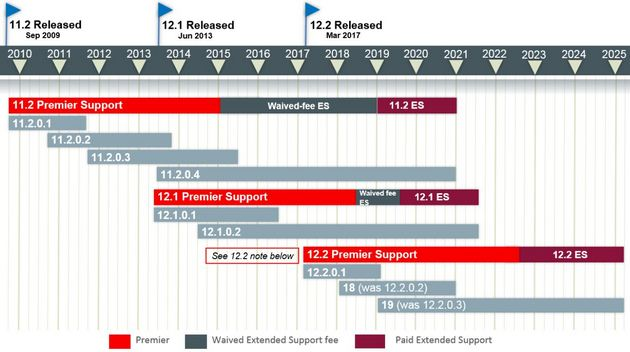 11.2 Released
Sep 2009
12.1 Released
Jun 2013
12.2 Released
Mar 2017
2010 2011 2012 2013 2014 2015 2016 2017 2018 2019 2020 2021 2022 2023 2024 2025
11.2 Premier Support
Waived-fee ES
11.2 ES
11.2.0.1
11.2.0.2
11.2.0.3
11.2.0.4
12.1 Premier Support
Waived fee
ES
12.1 ES
12.1.0.1
12.1.0.2
See 12.2 note below
12.2 Premier Support
12.2 ES
12.2.0.1
18 (was 12.2.0.2)
19 (was 12.2.0.3)
Premier
Waived Extended Support fee
Paid Extended Support